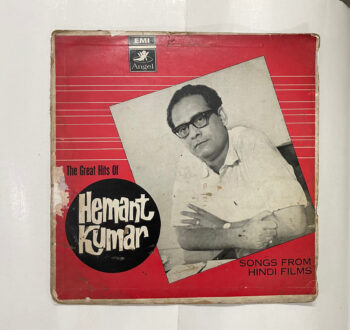 EMI
Angel
The Great Hits Of
Hemant
Kumar
SONGS FROM
HINDI FILMS